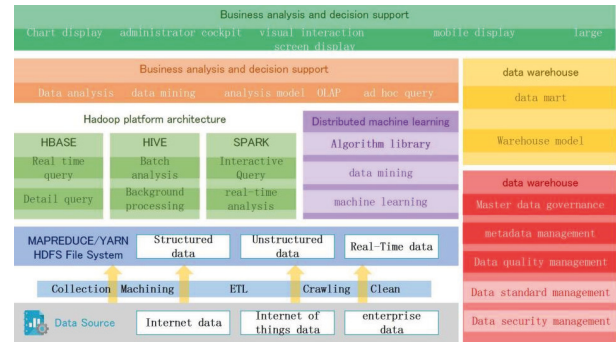 Business analysis and decision support
Chart display administrator cockpit visual interaction mobile display large
screen display
Business analysis and decision support
Data analysis data mining analysis model OLAP ad hoc query
data warehouse
data mart
Warehouse model
Hadoop platform architecture
HBASE
Real time
query
Detail query
HIVE
Batch
analysis
Background
processing
SPARK
Interactive
Query
real-time
analysis
Distributed machine learning
Algorithm library
data mining
machine learning
data warehouse
Master data governance
metadata management
Data quality management
Data standard management
Data security management
MAPREDUCE/YARN
HDFS File System
Structured
data
Unstructured
data
Real-Time data
Collection Machining ETL Crawling Clean
Data Source
Internet data
Internet of
things data
enterprise
data